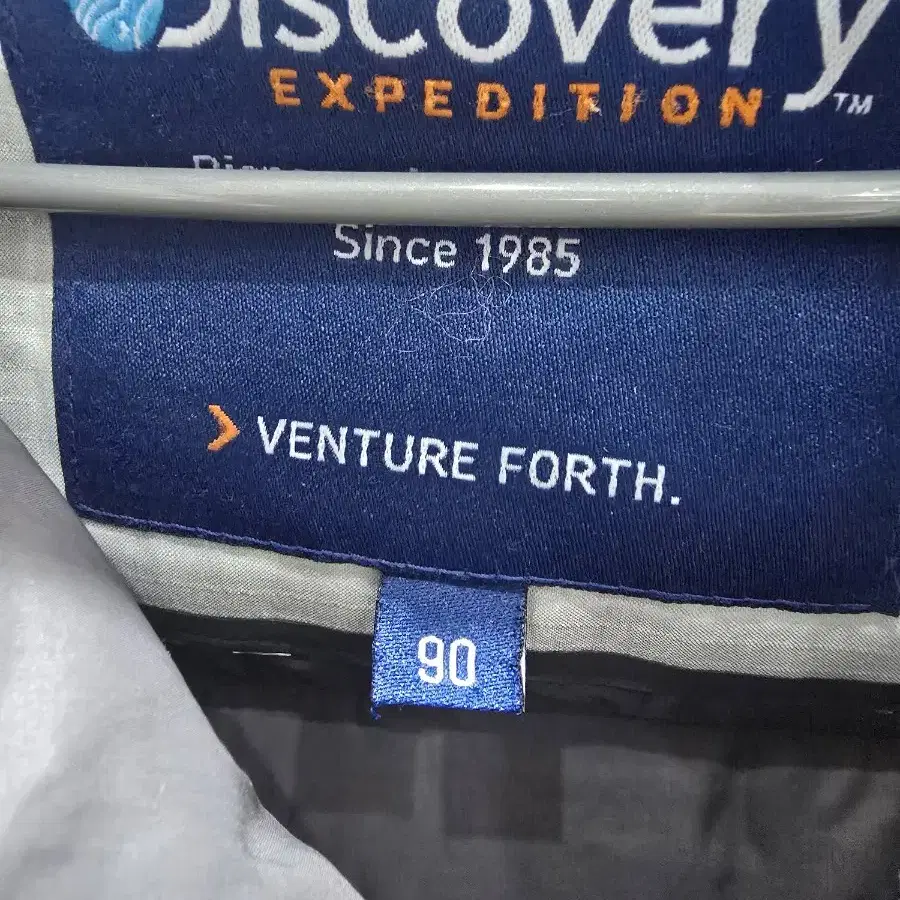 Discovery
EXPEDITION
TM
Since 1985
VENTURE FORTH.
90